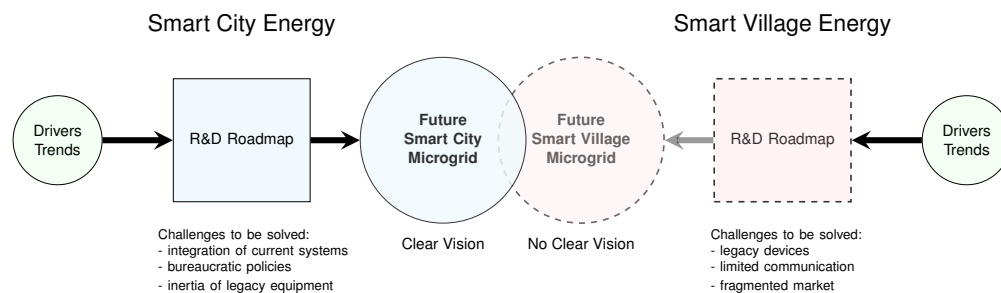 Smart City Energy
Smart Village Energy
Drivers
Trends
R&D Roadmap
Future
Smart City
Microgrid
Future
Smart Village
Microgrid
R&D Roadmap
Drivers
Trends
Clear Vision
No Clear Vision
Challenges to be solved:
- integration of current systems
- bureaucratic policies
- inertia of legacy equipment
Challenges to be solved:
- legacy devices
- limited communication
- fragmented market